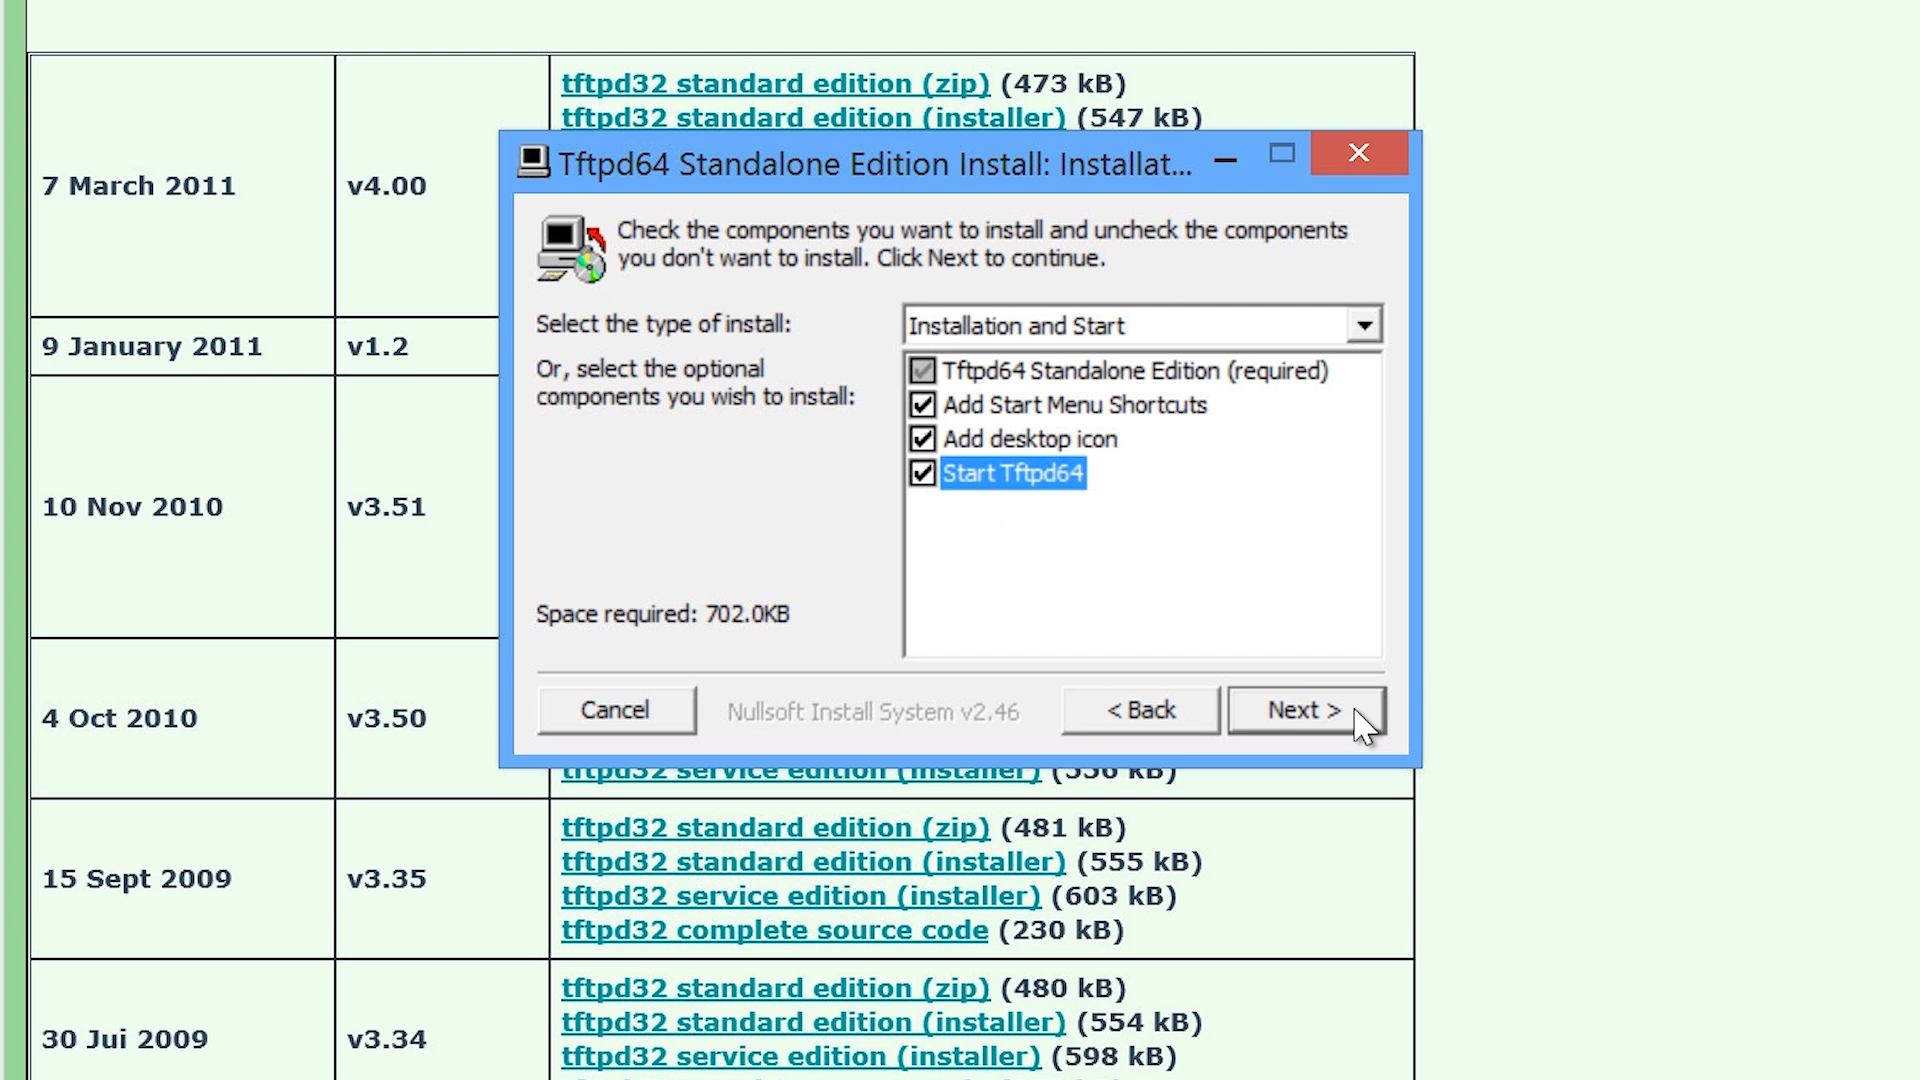 tftpd32 standard edition (zip) (473 kB)
tftpd32 standard edition (installer) (547 kB)
7 March 2011 v4.00
9 January 2011 v1.2
10 Nov 2010 v3.51
4 Oct 2010 v3.50
Tftpd64 Standalone Edition Install: Installat...
Check the components you want to install and uncheck the components
you don't want to install. Click Next to continue.
Select the type of install:
Installation and Start
Or, select the optional
components you wish to install:
Tftpd64 Standalone Edition (required)
Add Start Menu Shortcuts
Add desktop icon
Start Tftpd64
Space required: 702.0KB
Cancel
Nullsoft Install System v2.46
< Back
Next >
tftpd32 service edition (installer) (556 kB)
15 Sept 2009 v3.35
tftpd32 standard edition (zip) (481 kB)
tftpd32 standard edition (installer) (555 kB)
tftpd32 service edition (installer) (603 kB)
tftpd32 complete source code (230 kB)
30 Jui 2009 v3.34
tftpd32 standard edition (zip) (480 kB)
tftpd32 standard edition (installer) (554 kB)
tftpd32 service edition (installer) (598 kB)